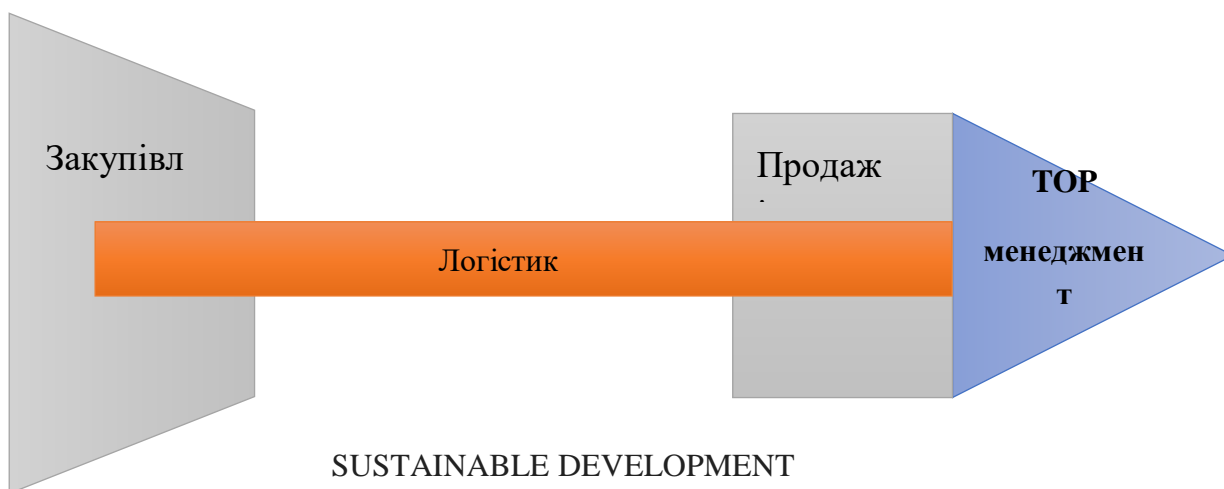 Закупівл
Продаж
ТОР
менеджмен
т
Логістик
SUSTAINABLE DEVELOPMENT